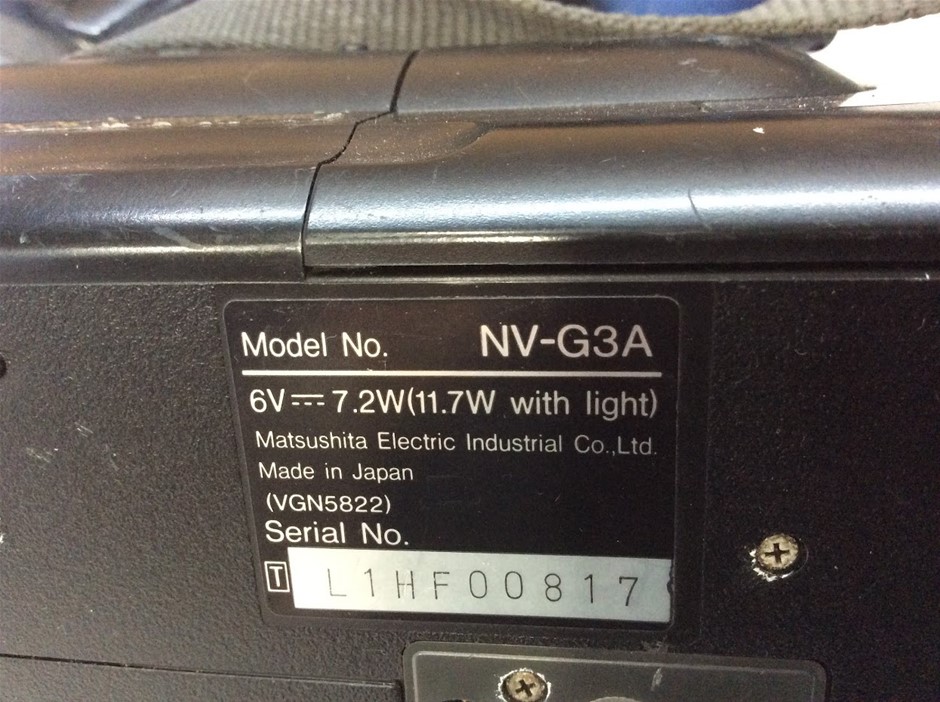 Model No. NV-G3A
6V⎓7.2W(11.7W with light)
Matsushita Electric Industrial Co.,Ltd.
Made in Japan
(VGN5822)
Serial No.
T L1HF00817